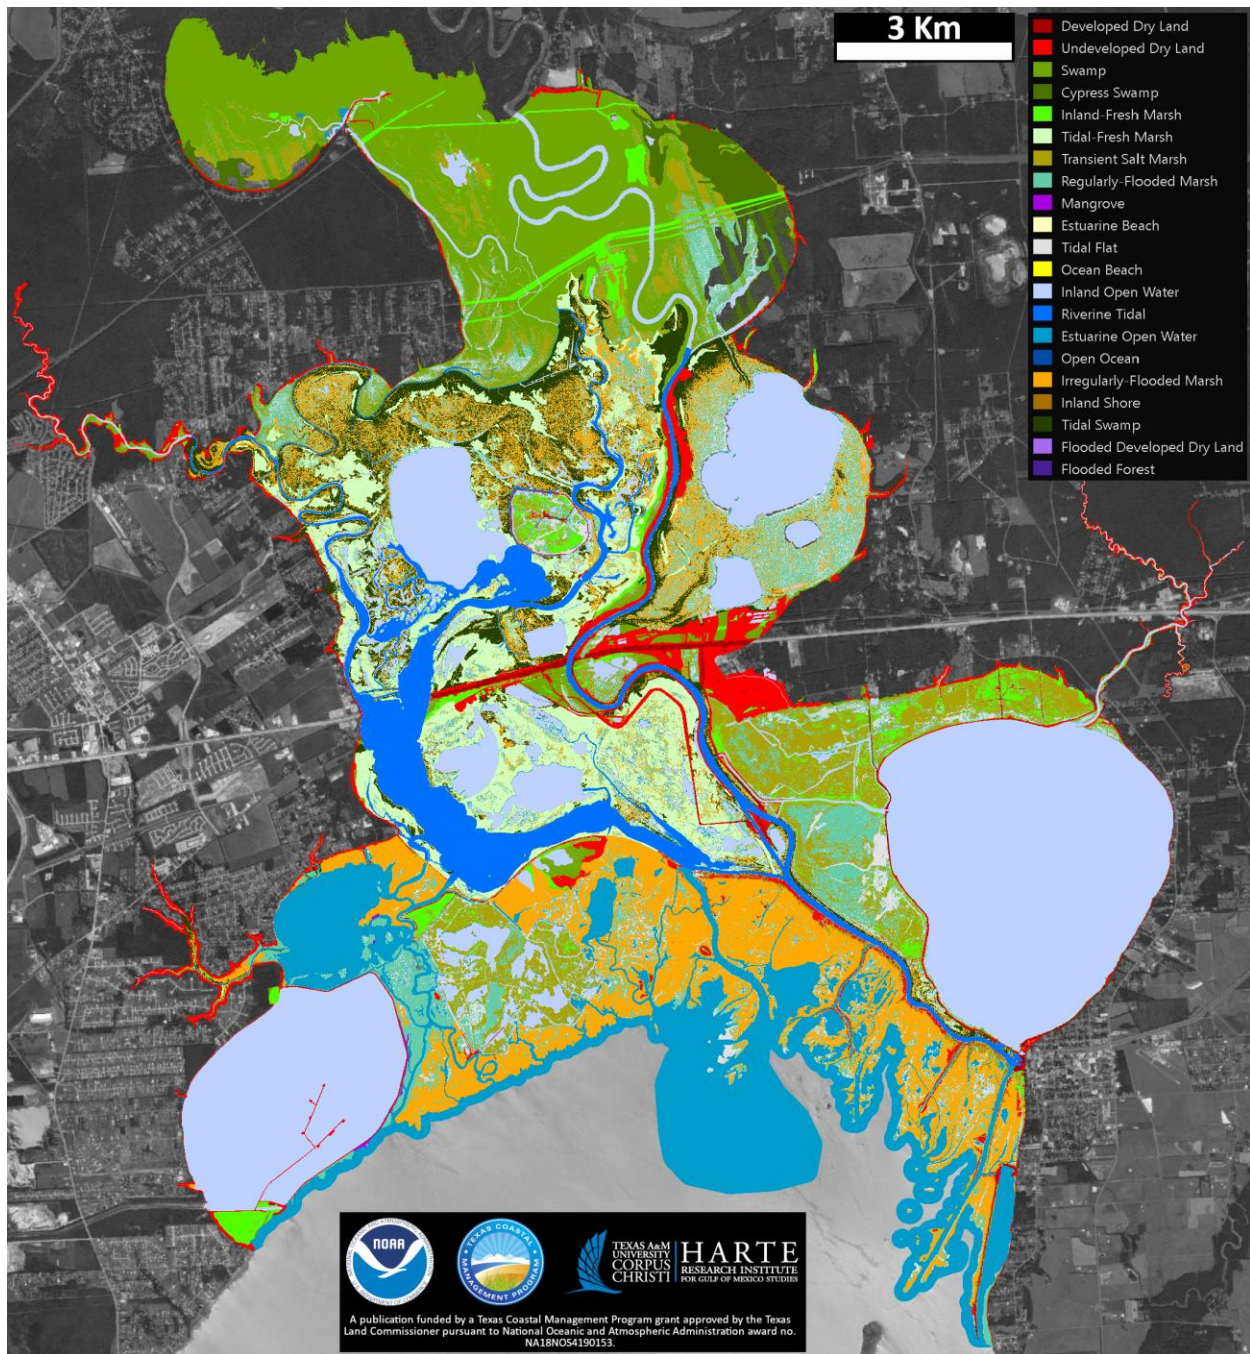 3 Km
Developed Dry Land
Undeveloped Dry Land
Swamp
Cypress Swamp
Inland-Fresh Marsh
Tidal-Fresh Marsh
Transient Salt Marsh
Regularly-Flooded Marsh
Mangrove
Estuarine Beach
Tidal Flat
Ocean Beach
Inland Open Water
Riverine Tidal
Estuarine Open Water
Open Ocean
Irregularly-Flooded Marsh
Inland Shore
Tidal Swamp
Flooded Developed Dry Land
Flooded Forest
NOAA
TEXAS COASTAL
MANAGEMENT PROGRAM
TEXAS A&M
UNIVERSITY
CORPUS
CHRISTI
HARTE
RESEARCH INSTITUTE
FOR GULF OF MEXICO STUDIES
A publication funded by a Texas Coastal Management Program grant approved by the Texas
Land Commissioner pursuant to National Oceanic and Atmospheric Administration award no.
NA18NOS4190153.